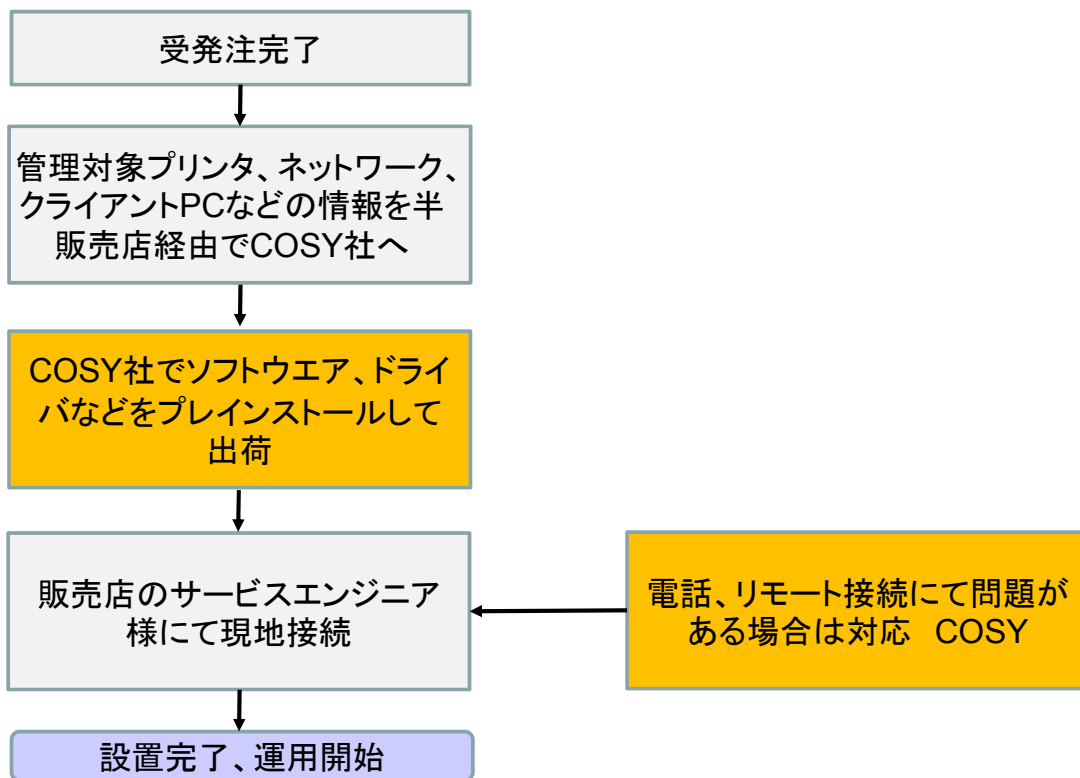 受発注完了
管理対象プリンタ、ネットワーク、
クライアントPCなどの情報を半
販売店経由でCOSY社へ
COSY社でソフトウエア、ドライ
バなどをプレインストールして
出荷
販売店のサービスエンジニア
様にて現地接続
電話、リモート接続にて問題が
ある場合は対応　COSY
設置完了、運用開始